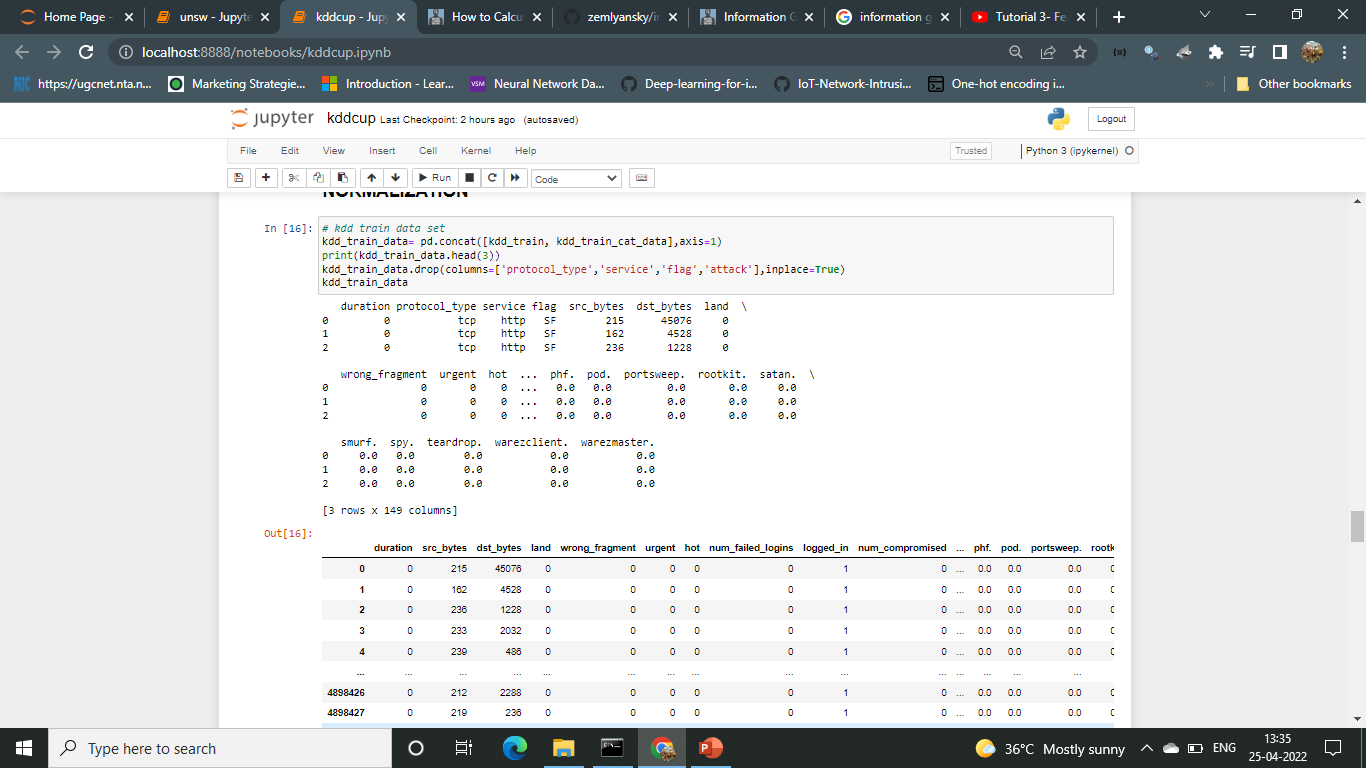 Home Page - unsw - Jupyte kddcup - Jup How to Calcu zemlyansky/i Information G information g Tutorial 3- Fe
localhost:8888/notebooks/kddcup.ipynb
https://ugcnet.nta.n... Marketing Strategie... Introduction - Lear... VSM Neural Network Da... Deep-learning-for-i... IoT-Network-Intrusi... One-hot encoding i... » Other bookmarks
jupyter kddcup Last Checkpoint: 2 hours ago (autosaved) Logout
File Edit View Insert Cell Kernel Help Trusted Python 3 (ipykernel)
Run Code
NORMALIZATION
In [16]: # kdd train data set
kdd_train_data= pd.concat([kdd_train, kdd_train_cat_data],axis=1)
print(kdd_train_data.head(3))
kdd_train_data.drop(columns=['protocol_type','service','flag','attack'],inplace=True)
kdd_train_data
duration protocol_type service flag src_bytes dst_bytes land \
0 0 tcp http SF 215 45076 0
1 0 tcp http SF 162 4528 0
2 0 tcp http SF 236 1228 0
wrong_fragment urgent hot ... phf. pod. portsweep. rootkit. satan. \
0 0 0 0 ... 0.0 0.0 0.0 0.0 0.0
1 0 0 0 ... 0.0 0.0 0.0 0.0 0.0
2 0 0 0 ... 0.0 0.0 0.0 0.0 0.0
smurf. spy. teardrop. warezclient. warezmaster.
0 0.0 0.0 0.0 0.0 0.0
1 0.0 0.0 0.0 0.0 0.0
2 0.0 0.0 0.0 0.0 0.0
[3 rows x 149 columns]
Out[16]:
duration src_bytes dst_bytes land wrong_fragment urgent hot num_failed_logins logged_in num_compromised ... phf. pod. portsweep. rootk
0 0 215 45076 0 0 0 0 0 1 0 ... 0.0 0.0 0.0
1 0 162 4528 0 0 0 0 0 1 0 ... 0.0 0.0 0.0
2 0 236 1228 0 0 0 0 0 1 0 ... 0.0 0.0 0.0
3 0 233 2032 0 0 0 0 0 1 0 ... 0.0 0.0 0.0
4 0 239 486 0 0 0 0 0 1 0 ... 0.0 0.0 0.0
... ... ... ... ... ... ... ... ... ... ... ... ... ... ...
4898426 0 212 2288 0 0 0 0 0 1 0 ... 0.0 0.0 0.0
4898427 0 219 236 0 0 0 0 0 1 0 ... 0.0 0.0 0.0
Type here to search 36°C Mostly sunny ENG 13:35
25-04-2022